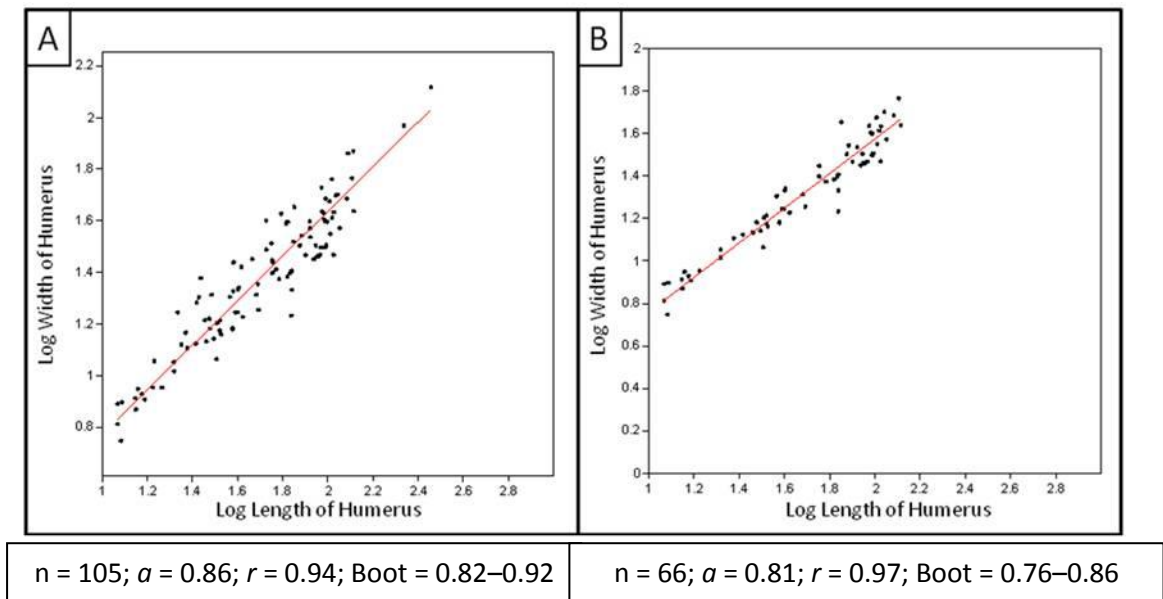 A
2.2
2
1.8
1.6
1.4
1.2
1
0.8
Log Width of Humerus
1 1.2 1.4 1.6 1.8 2 2.2 2.4 2.6 2.8
Log Length of Humerus
B
2
1.8
1.6
1.4
1.2
1
0.8
0.6
0.4
0.2
0
Log Width of Humerus
1 1.2 1.4 1.6 1.8 2 2.2 2.4 2.6 2.8
Log Length of Humerus
n = 105; a = 0.86; r = 0.94; Boot = 0.82–0.92
n = 66; a = 0.81; r = 0.97; Boot = 0.76–0.86